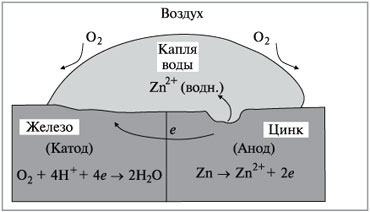 Воздух
O₂ O₂
Капля
воды
Zn²⁺ (водн.)
Железо e Цинк
(Катод) (Анод)
O₂ + 4H⁺ + 4e → 2H₂O Zn → Zn²⁺ + 2e